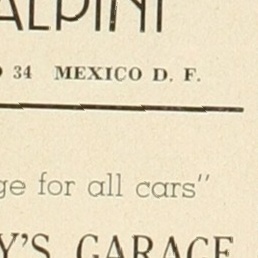 ALPINI
34 MEXICO D. F.
ge for all cars"
Y'S GARAGE